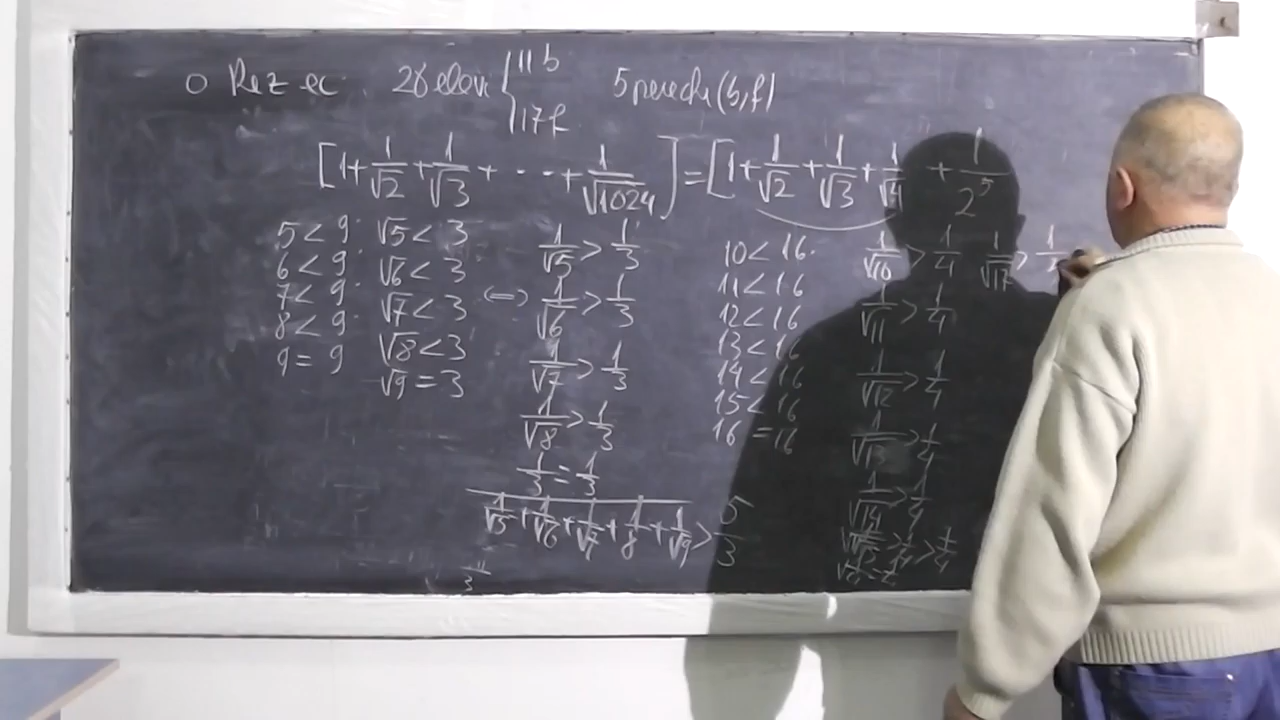 o Rez ec. 28 elevi { 11 b 17 f 5 perechi (b, f)
[1+1/√2+1/√3+ ⋯ +1/√1024]=[1+1/√2+1/√3+1/√4 +1/2^5
5<9 √5<3 1/√5>1/3 10<16 1/√10>1/4 1/√17>1/
6<9 √6<3 ⟺ 1/√6>1/3 11<16 1/√11>1/4
7<9 √7<3 1/√7>1/3 12<16 1/√12>1/4
8<9 √8<3 1/√8>1/3 13<16 1/√13>1/4
9=9 √9=3 1/3=1/3 14<16 1/√14>1/4
15<16
16=16
1/√5+1/√6+1/√7+1/8+1/√9>5/3